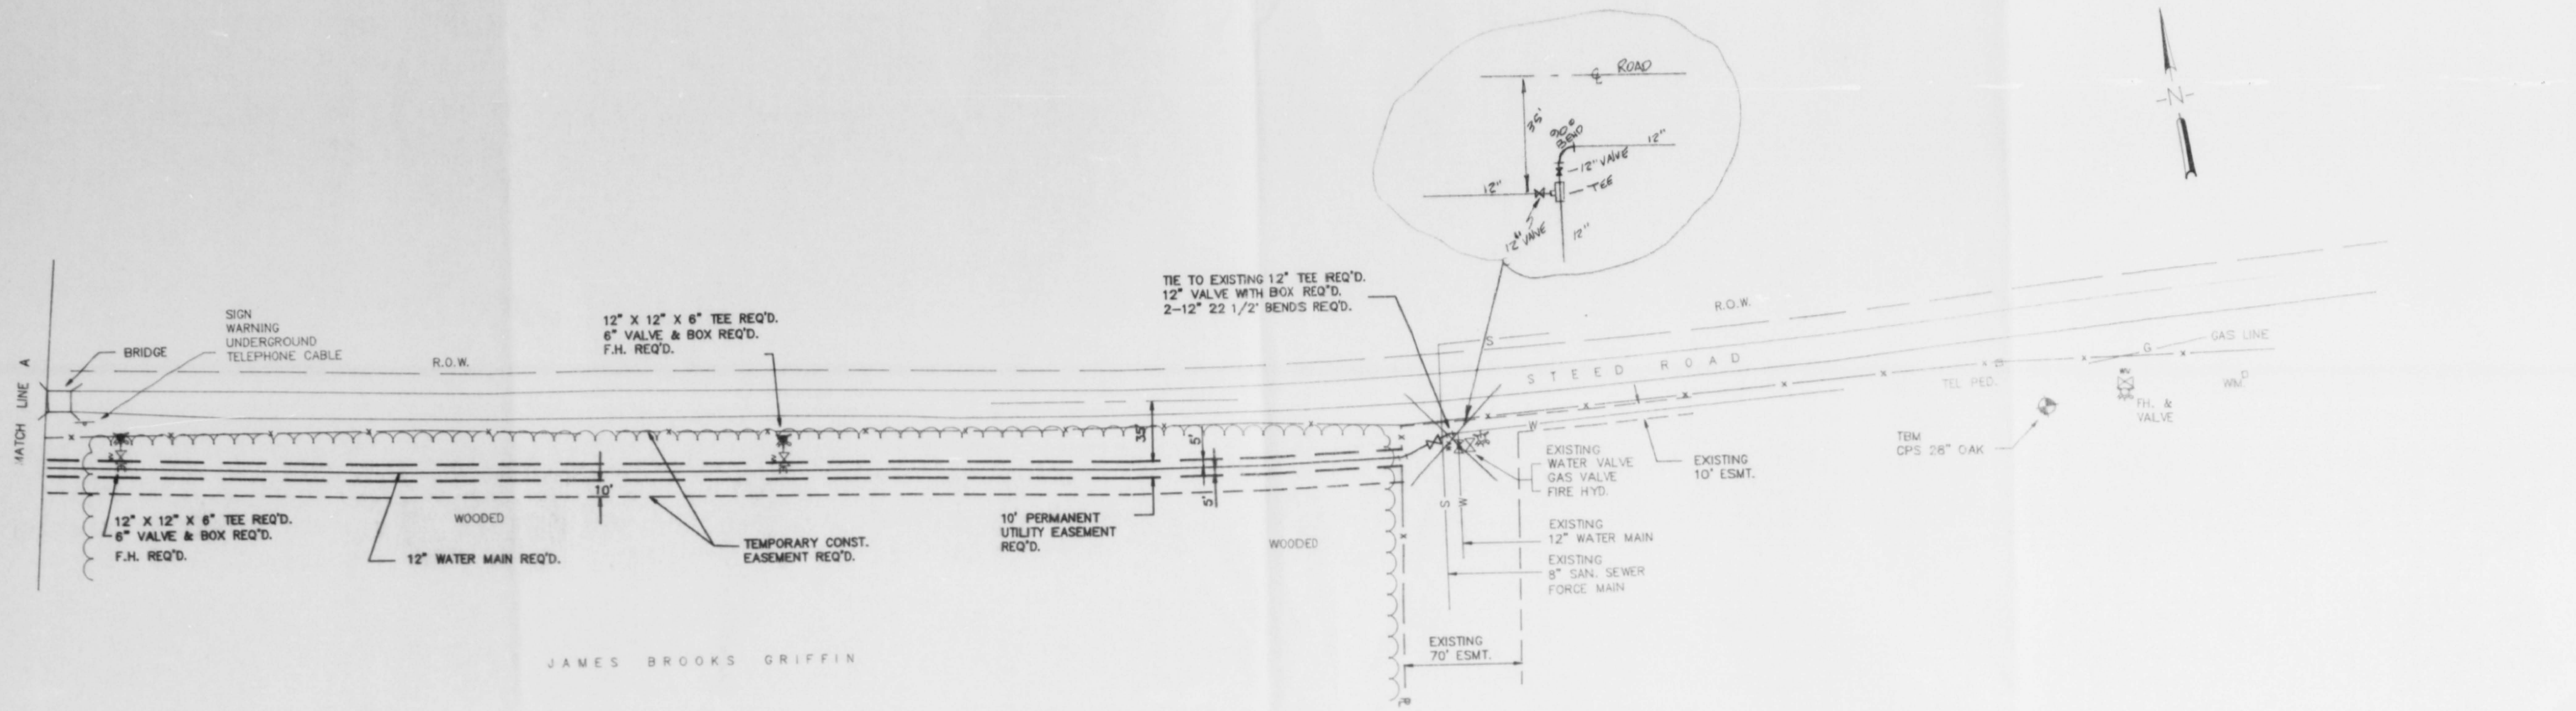 ℄ ROAD
35'
90°
BEND
12"
12" VALVE
TEE
12"
12" VALVE
12"
N
TIE TO EXISTING 12" TEE REQ'D.
12" VALVE WITH BOX REQ'D.
2-12" 22 1/2' BENDS REQ'D.
12" X 12" X 6" TEE REQ'D.
6" VALVE & BOX REQ'D.
F.H. REQ'D.
SIGN
WARNING
UNDERGROUND
TELEPHONE CABLE
BRIDGE
MATCH LINE A
R.O.W.
R.O.W.
S
STEED ROAD
GAS LINE
G
TEL PED.
WM.
FH. &
VALVE
TBM
CPS 26" OAK
W
35'
5'
5'
10'
EXISTING
WATER VALVE
GAS VALVE
FIRE HYD.
EXISTING
10' ESMT.
12" X 12" X 6" TEE REQ'D.
6" VALVE & BOX REQ'D.
F.H. REQ'D.
WOODED
12" WATER MAIN REQ'D.
TEMPORARY CONST.
EASEMENT REQ'D.
10' PERMANENT
UTILITY EASEMENT
REQ'D.
WOODED
S
W
EXISTING
12" WATER MAIN
EXISTING
8" SAN. SEWER
FORCE MAIN
EXISTING
70' ESMT.
JAMES BROOKS GRIFFIN